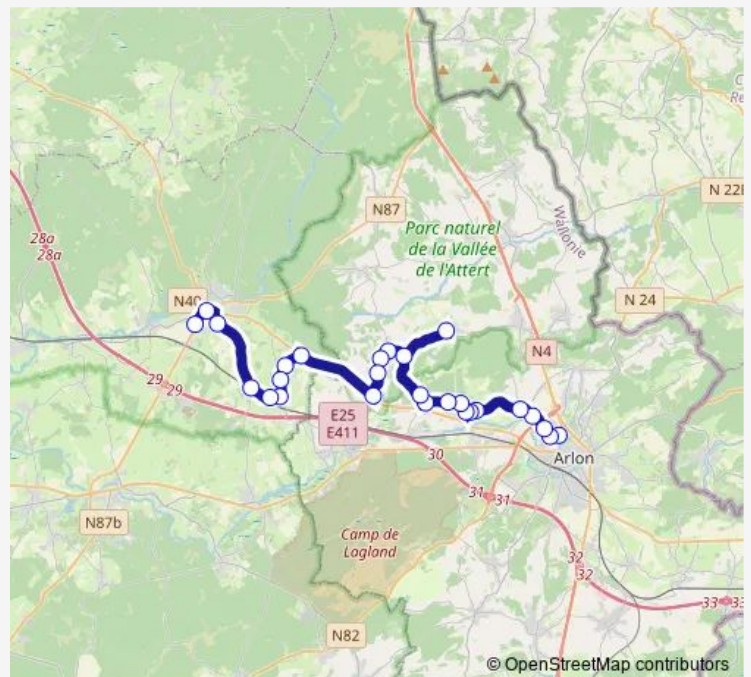 N87
Parc naturel
de la Vallée
de l'Attert
Wallonie
N 22
28a
28a
N40
N 24
N4
29
29
E25
E411
30
Arlon
31
31
N87b
Camp de
Lagland
32
32
33
33
N82
© OpenStreetMap contributors